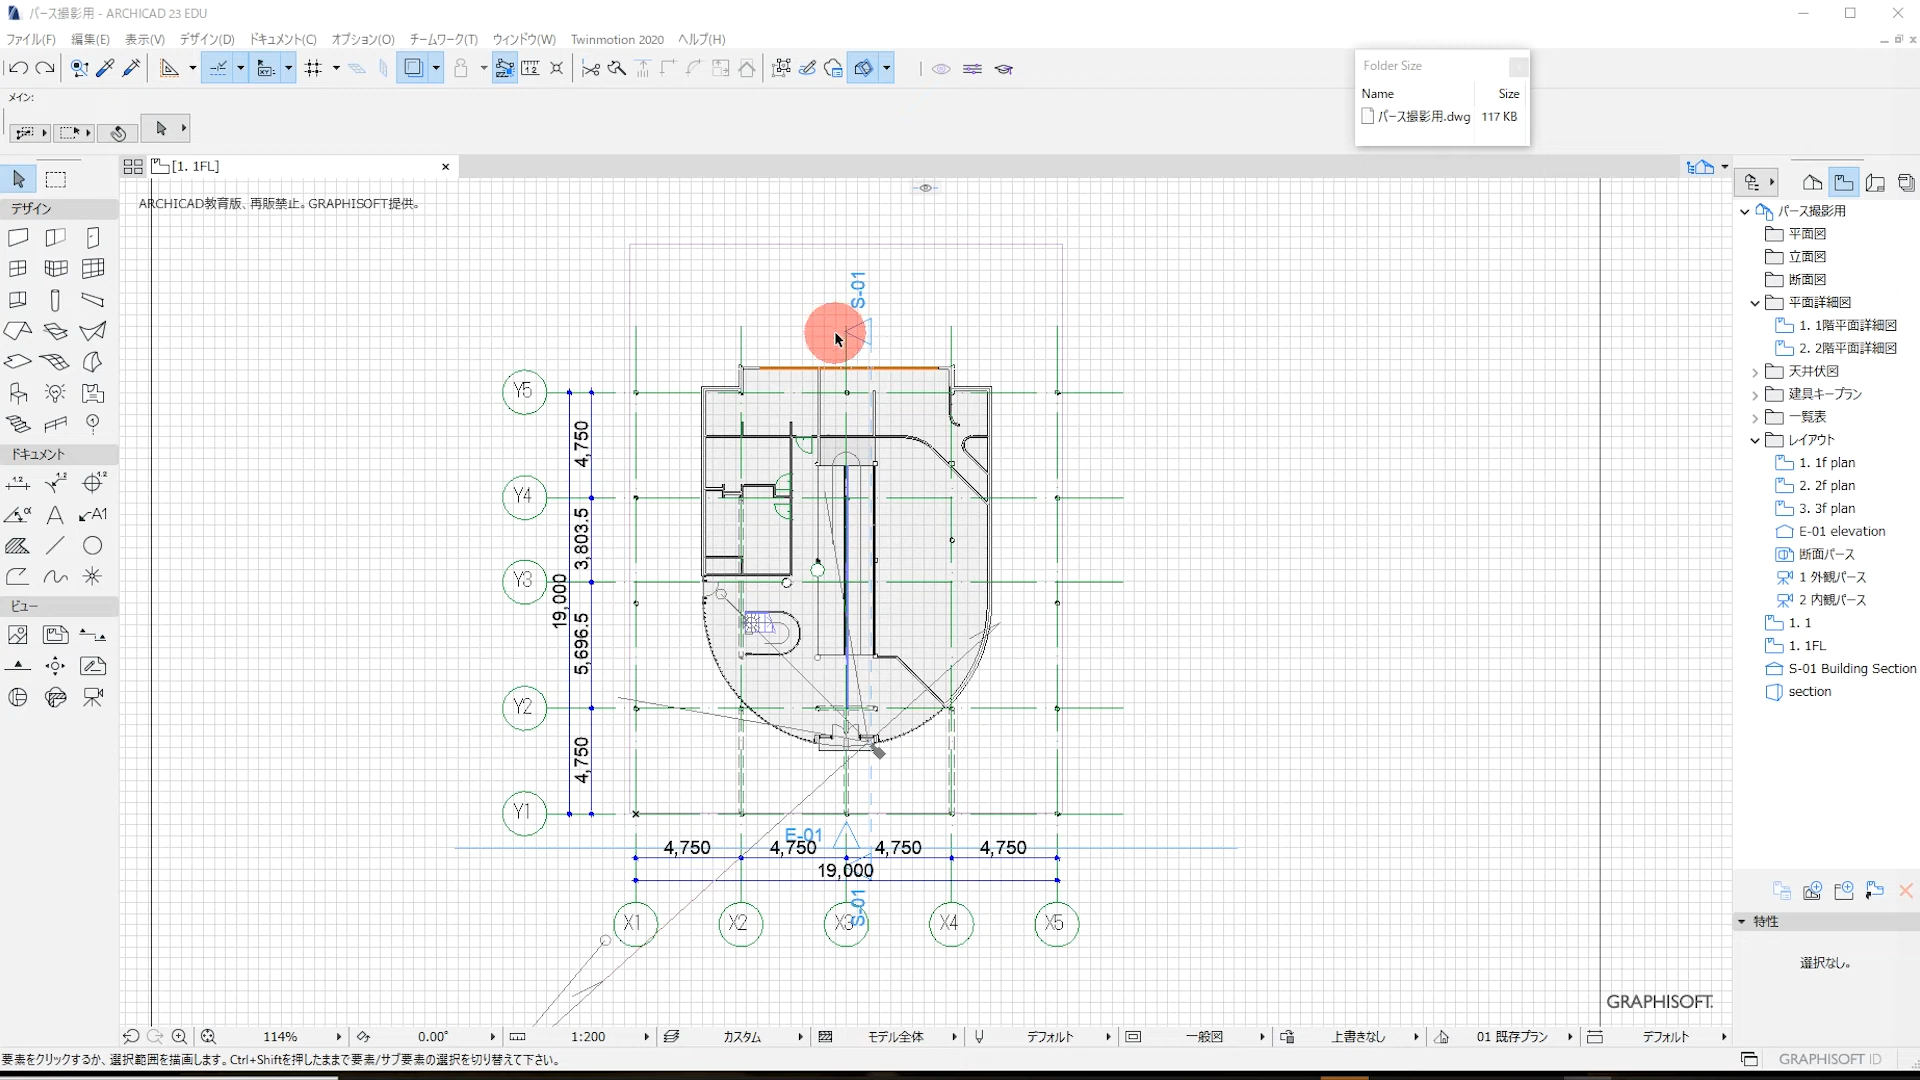 パース撮影用 - ARCHICAD 23 EDU
ファイル(F) 編集(E) 表示(V) デザイン(D) ドキュメント(C) オプション(O) チームワーク(T) ウィンドウ(W) Twinmotion 2020 ヘルプ(H)
Folder Size
Name Size
パース撮影用.dwg 117 KB
メイン:
[1. 1FL]
ARCHICAD教育版、再販禁止。GRAPHISOFT提供。
デザイン
ドキュメント
ビュー
S-01
Y5
Y4
Y3
Y2
Y1
4,750
3,803.5
19,000
5,696.5
4,750
E-01
4,750 4,750 4,750 4,750
19,000
S-01
X1 X2 X3 X4 X5
パース撮影用
平面図
立面図
断面図
平面詳細図
1. 1階平面詳細図
2. 2階平面詳細図
天井伏図
建具キープラン
一覧表
レイアウト
1. 1f plan
2. 2f plan
3. 3f plan
E-01 elevation
断面パース
1 外観パース
2 内観パース
1. 1
1. 1FL
S-01 Building Section
section
特性
選択なし。
GRAPHISOFT.
114% 0.00° 1:200 カスタム モデル全体 デフォルト 一般図 上書きなし 01 既存プラン デフォルト
要素をクリックするか、選択範囲を描画します。Ctrl+Shiftを押したままで要素/サブ要素の選択を切り替えて下さい。
GRAPHISOFT ID